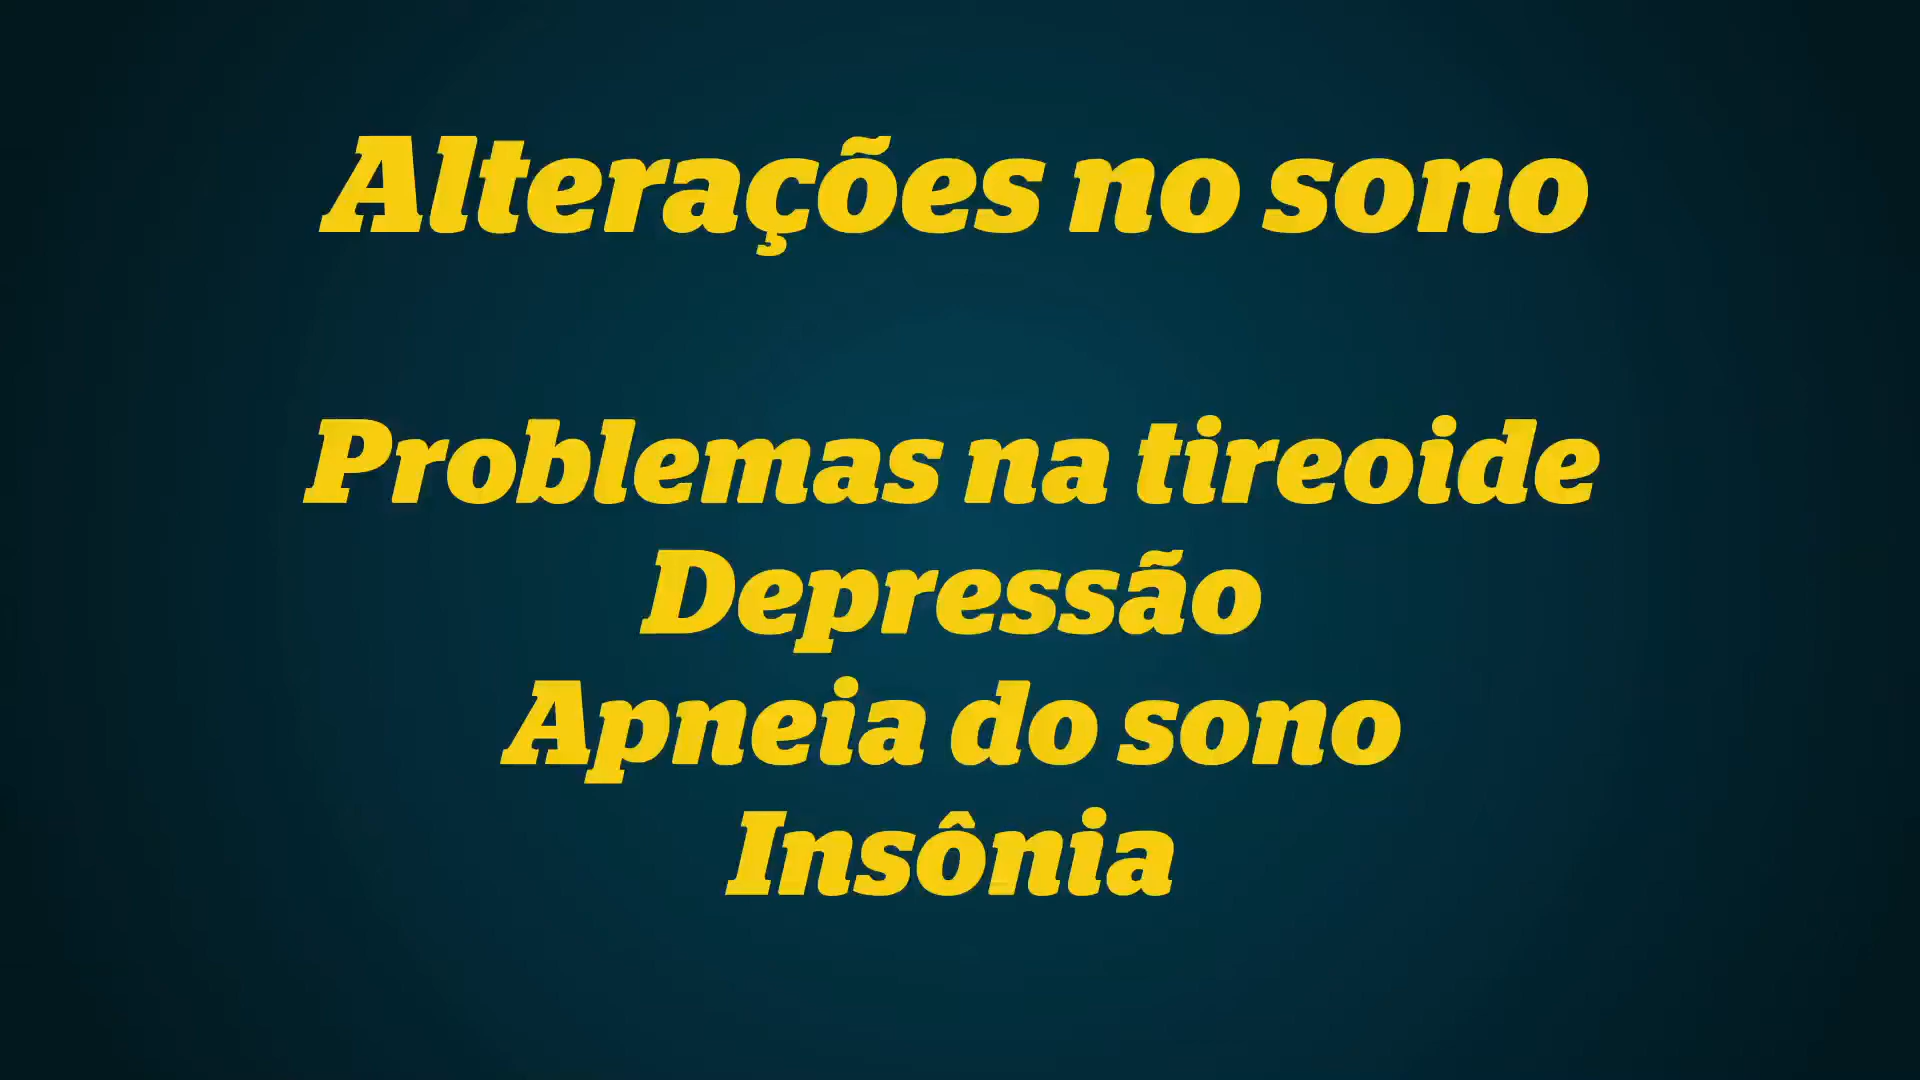 Alterações no sono
Problemas na tireoide
Depressão
Apneia do sono
Insônia